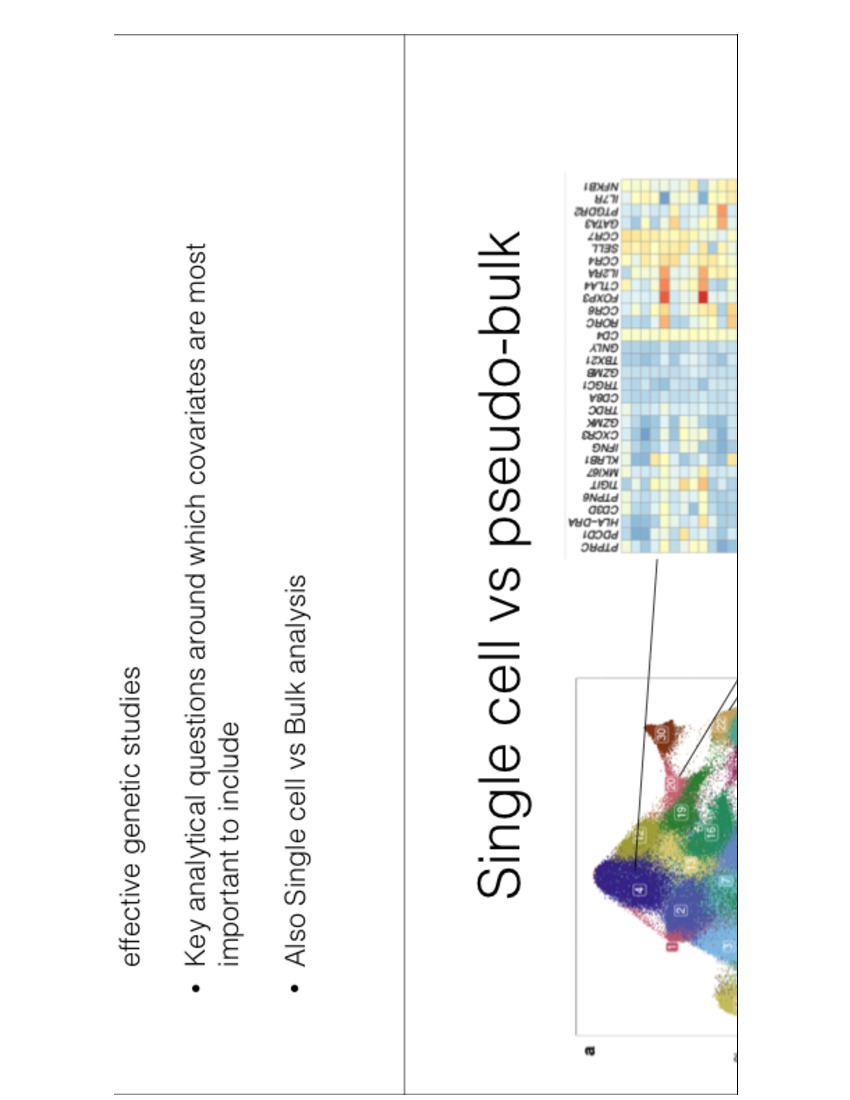 effective genetic studies
• Key analytical questions around which covariates are most
important to include
• Also Single cell vs Bulk analysis
Single cell vs pseudo-bulk
a
PTPRC
PDCD1
HLA-DRA
CD3D
PTPN6
TIGIT
MKI67
KLRB1
IFNG
CXCR3
GZMK
TRDC
CD8A
TRGC1
GZMB
TBX21
GNLY
CD4
RORC
CCR6
FOXP3
CTLA4
IL2RA
CCR4
SELL
CCR7
GATA3
PTGDR2
IL7R
NFKB1
4
30
20
19
2
16
3
7
22